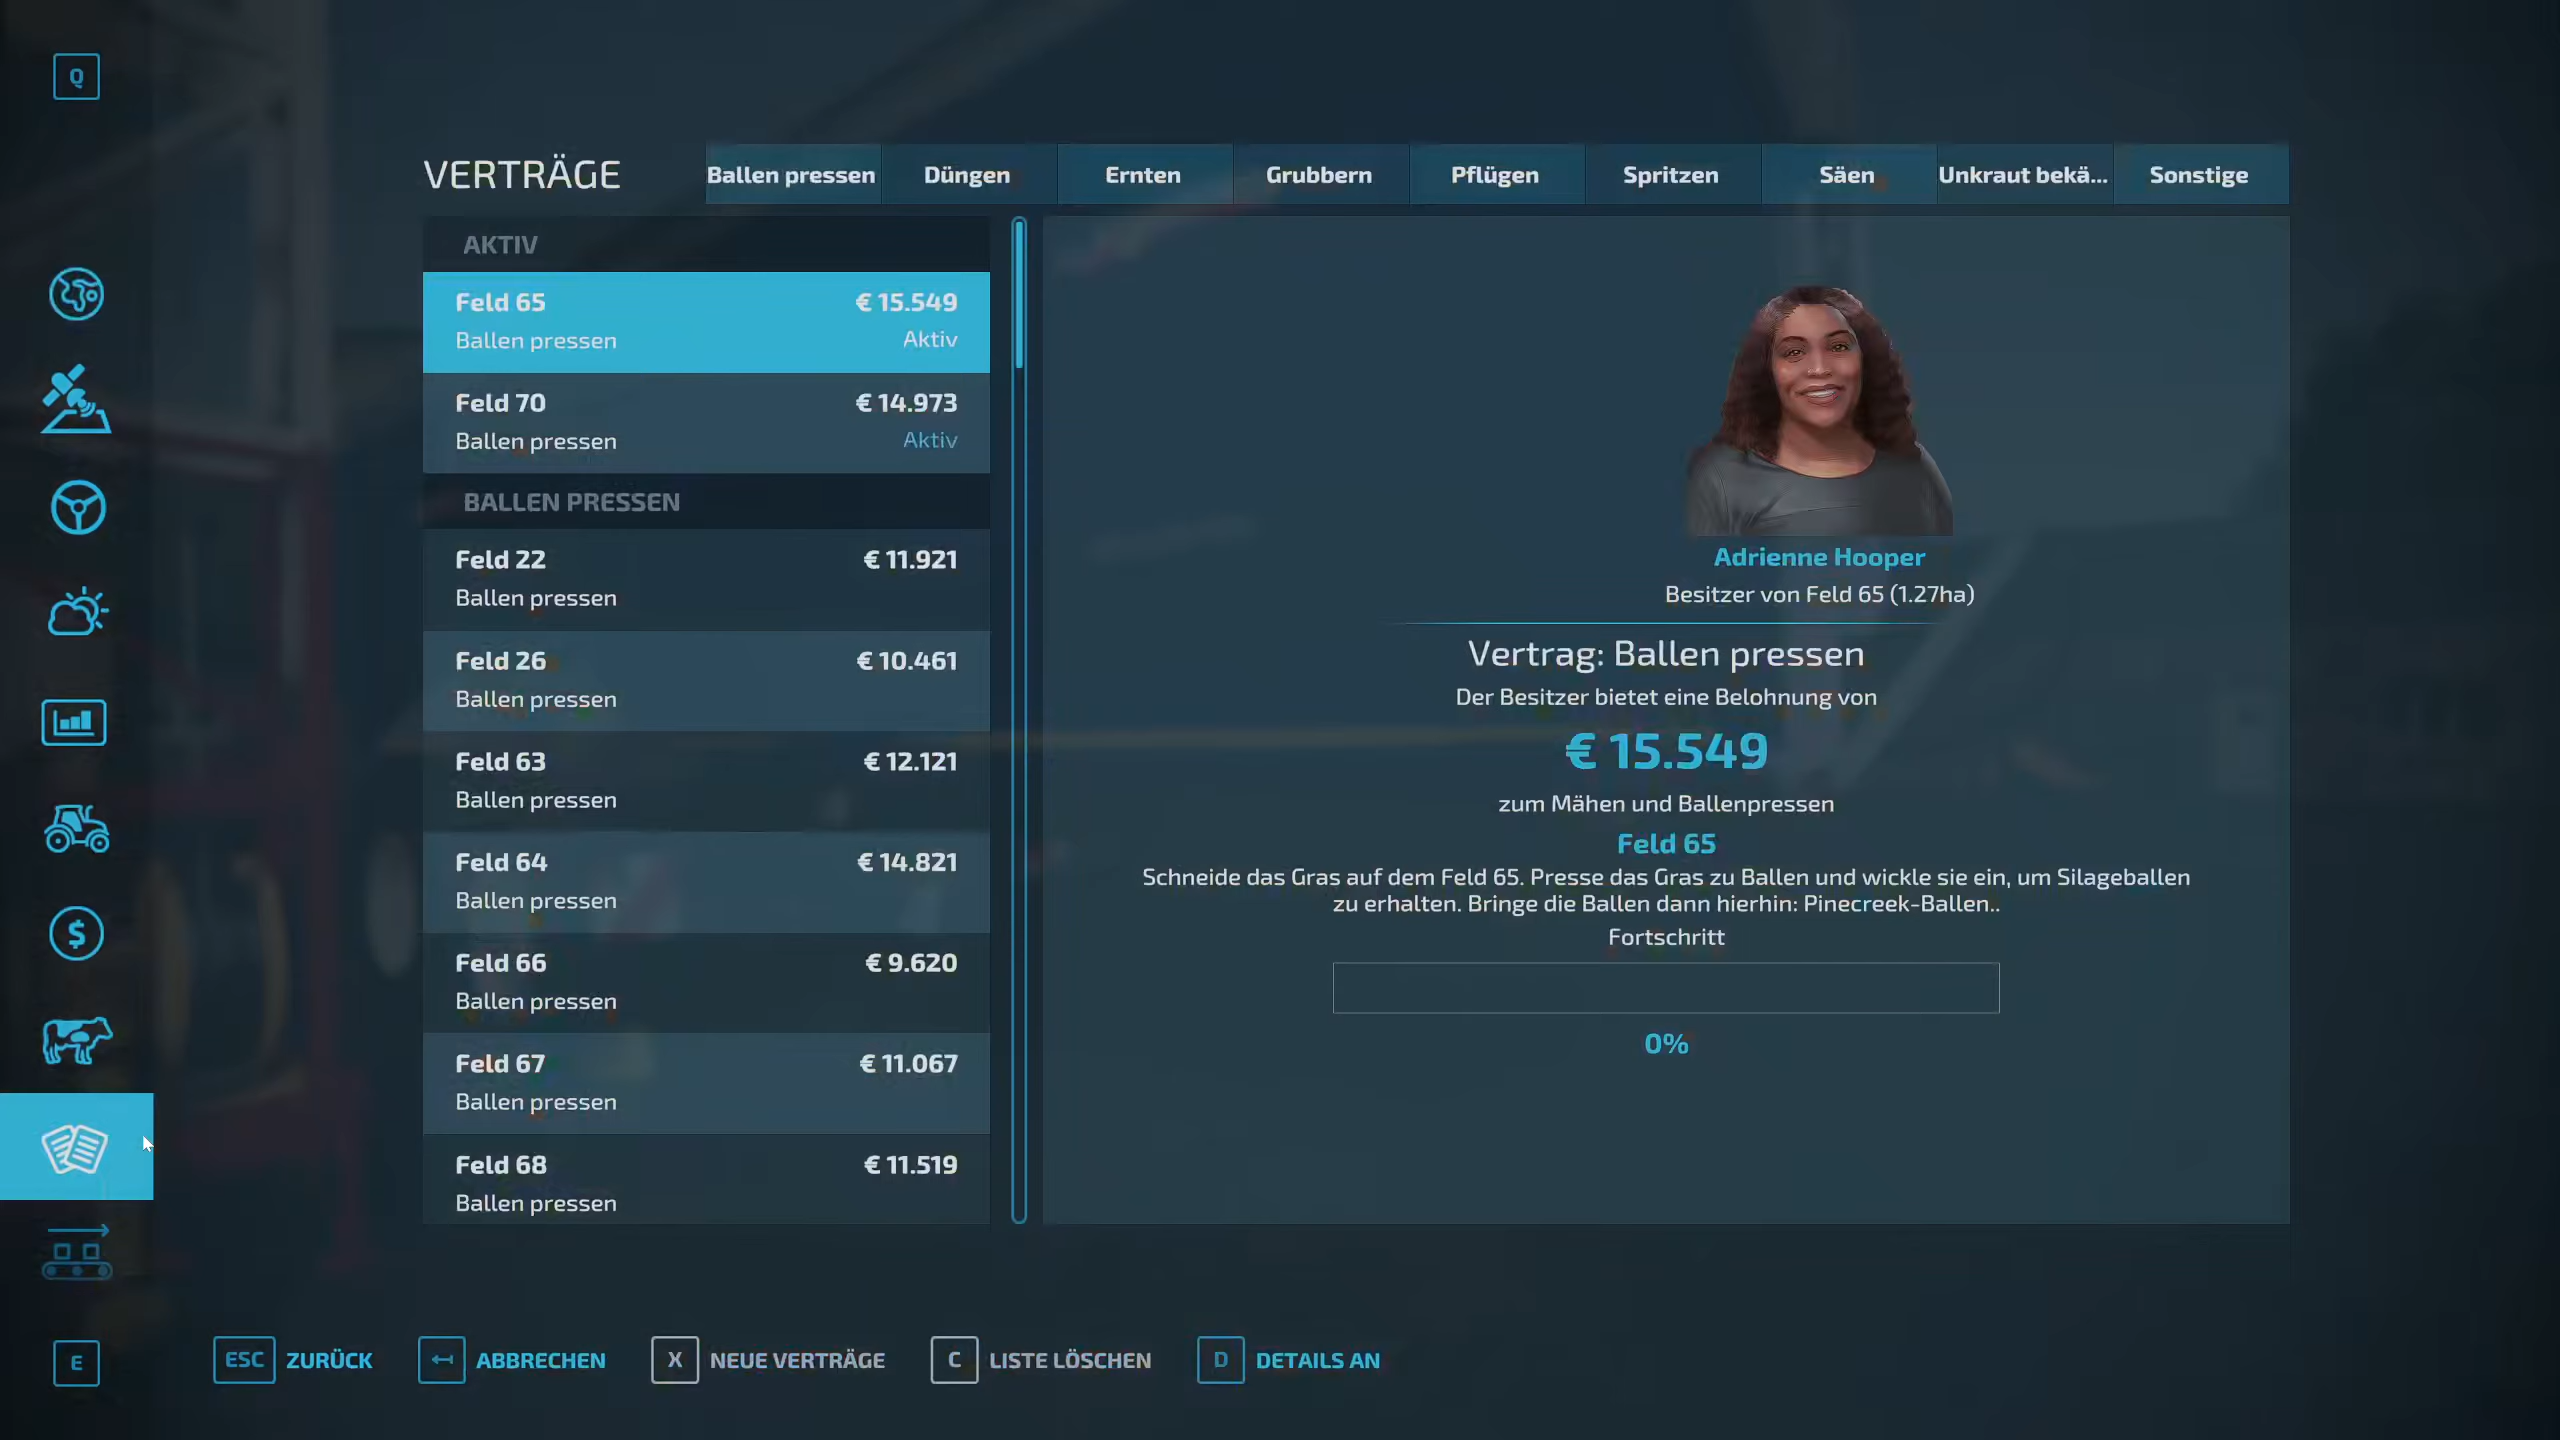 Q
VERTRÄGE
Ballen pressen
Düngen
Ernten
Grubbern
Pflügen
Spritzen
Säen
Unkraut bekä...
Sonstige
AKTIV
Feld 65 € 15.549
Ballen pressen Aktiv
Feld 70 € 14.973
Ballen pressen Aktiv
BALLEN PRESSEN
Feld 22 € 11.921
Ballen pressen
Feld 26 € 10.461
Ballen pressen
Feld 63 € 12.121
Ballen pressen
Feld 64 € 14.821
Ballen pressen
Feld 66 € 9.620
Ballen pressen
Feld 67 € 11.067
Ballen pressen
Feld 68 € 11.519
Ballen pressen
Adrienne Hooper
Besitzer von Feld 65 (1.27ha)
Vertrag: Ballen pressen
Der Besitzer bietet eine Belohnung von
€ 15.549
zum Mähen und Ballenpressen
Feld 65
Schneide das Gras auf dem Feld 65. Presse das Gras zu Ballen und wickle sie ein, um Silageballen
zu erhalten. Bringe die Ballen dann hierhin: Pinecreek-Ballen..
Fortschritt
0%
E
ESC ZURÜCK
ABBRECHEN
X NEUE VERTRÄGE
C LISTE LÖSCHEN
D DETAILS AN